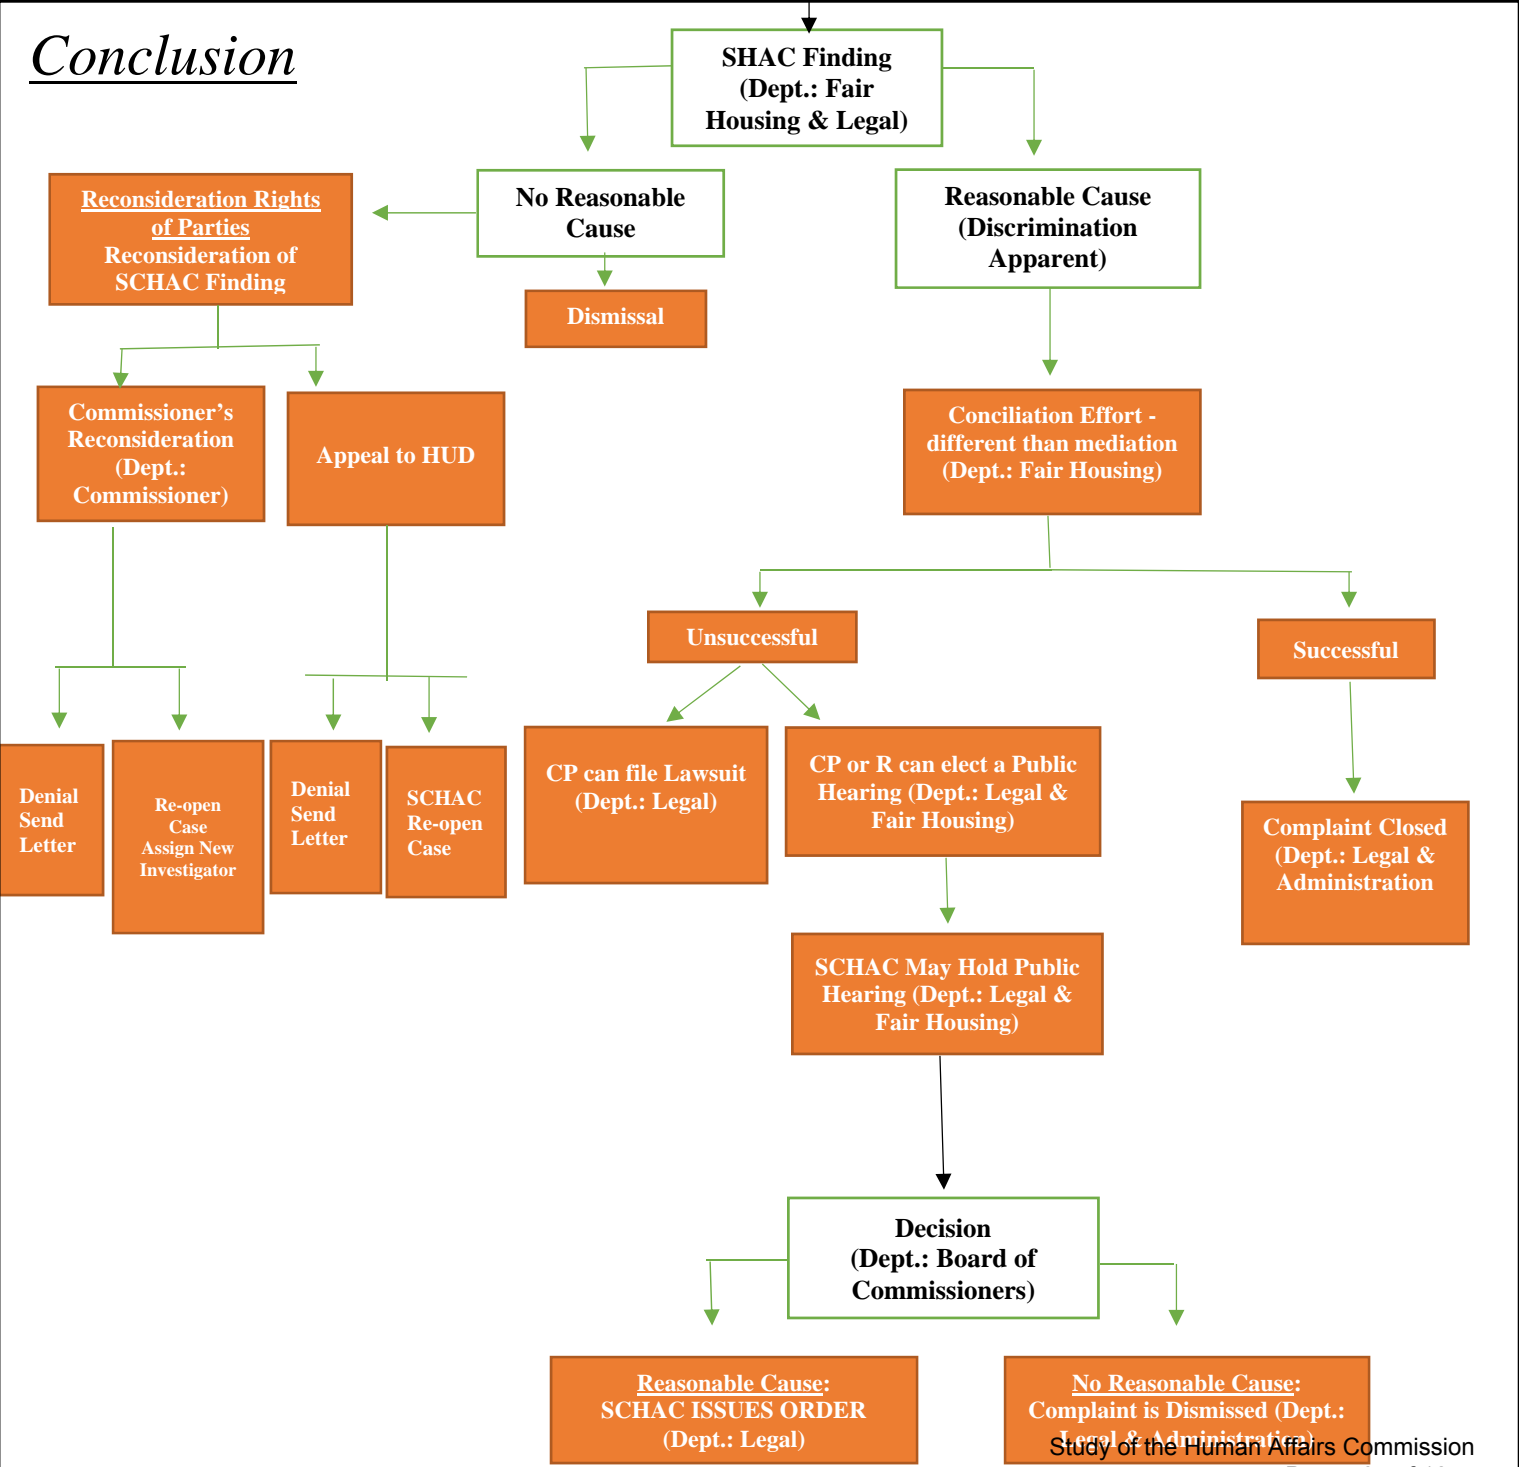 Conclusion
SHAC Finding
(Dept.: Fair
Housing & Legal)
Reconsideration Rights
of Parties
Reconsideration of
SCHAC Finding
No Reasonable
Cause
Reasonable Cause
(Discrimination
Apparent)
Dismissal
Commissioner’s
Reconsideration
(Dept.:
Commissioner)
Appeal to HUD
Conciliation Effort -
different than mediation
(Dept.: Fair Housing)
Unsuccessful
Successful
Denial
Send
Letter
Re-open
Case
Assign New
Investigator
Denial
Send
Letter
SCHAC
Re-open
Case
CP can file Lawsuit
(Dept.: Legal)
CP or R can elect a Public
Hearing (Dept.: Legal &
Fair Housing)
Complaint Closed
(Dept.: Legal &
Administration
SCHAC May Hold Public
Hearing (Dept.: Legal &
Fair Housing)
Decision
(Dept.: Board of
Commissioners)
Reasonable Cause:
SCHAC ISSUES ORDER
(Dept.: Legal)
No Reasonable Cause:
Complaint is Dismissed (Dept.:
Legal & Administration)
Study of the Human Affairs Commission